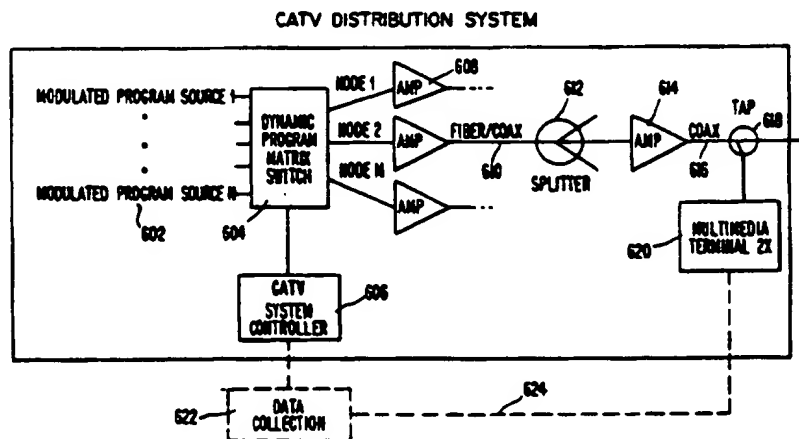 CATV DISTRIBUTION SYSTEM
MODULATED PROGRAM SOURCE 1
MODULATED PROGRAM SOURCE N
602
DYNAMIC
PROGRAM
MATRIX
SWITCH
604
NODE 1
NODE 2
NODE N
AMP
608
AMP
AMP
FIBER/COAX
610
612
SPLITTER
614
AMP
COAX
616
TAP
618
620
MULTIMEDIA
TERMINAL 2X
CATV
SYSTEM
CONTROLLER
606
622
DATA
COLLECTION
624